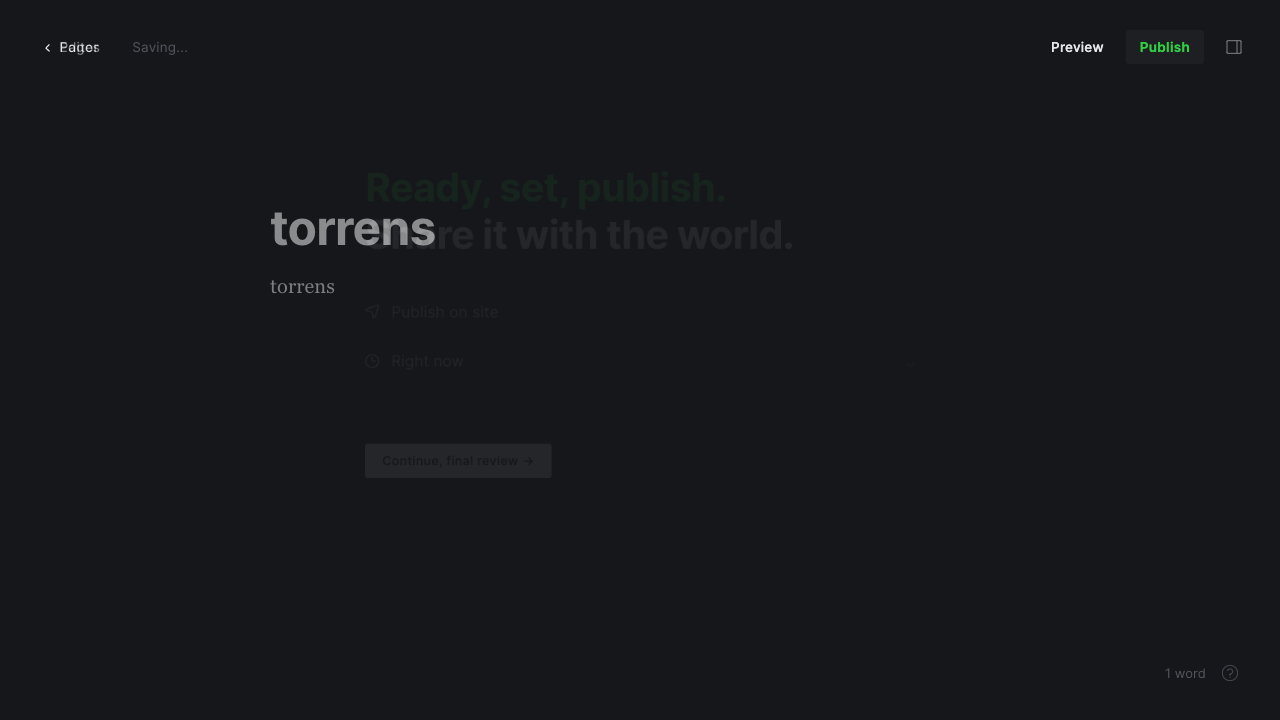 Saving...
Preview
Publish
Ready, set, publish.
torrens
Share it with the world.
torrens
Publish on site
Right now
Continue, final review →
1 word